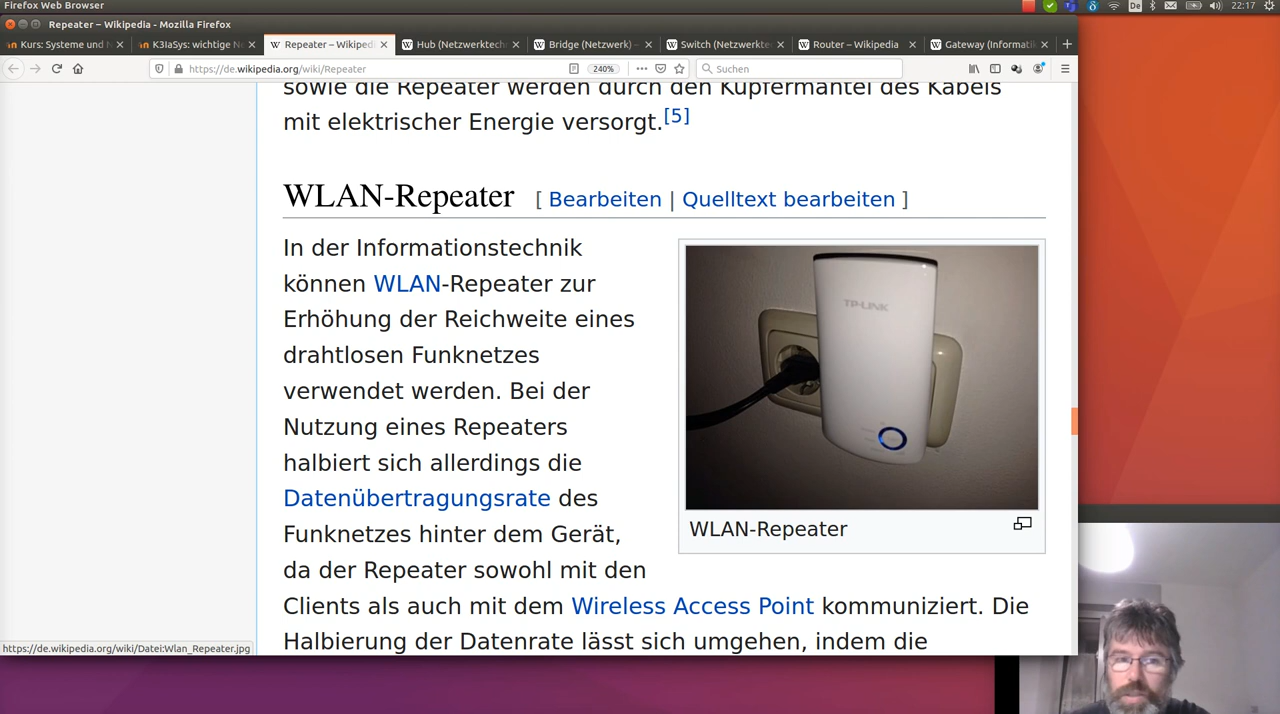 Firefox Web Browser
De
22:17
Repeater – Wikipedia - Mozilla Firefox
Kurs: Systeme und N
K3IaSys: wichtige N
Repeater – Wikipedi
Hub (Netzwerktech
Bridge (Netzwerk) –
Switch (Netzwerkte
Router – Wikipedia
Gateway (Informati
https://de.wikipedia.org/wiki/Repeater
240%
Suchen
sowie die Repeater werden durch den Kupfermantel des Kabels
mit elektrischer Energie versorgt.[5]
WLAN-Repeater [ Bearbeiten | Quelltext bearbeiten ]
In der Informationstechnik
können WLAN-Repeater zur
Erhöhung der Reichweite eines
drahtlosen Funknetzes
verwendet werden. Bei der
Nutzung eines Repeaters
halbiert sich allerdings die
Datenübertragungsrate des
Funknetzes hinter dem Gerät,
da der Repeater sowohl mit den
Clients als auch mit dem Wireless Access Point kommuniziert. Die
Halbierung der Datenrate lässt sich umgehen, indem die
TP-LINK
WLAN-Repeater
https://de.wikipedia.org/wiki/Datei:Wlan_Repeater.jpg